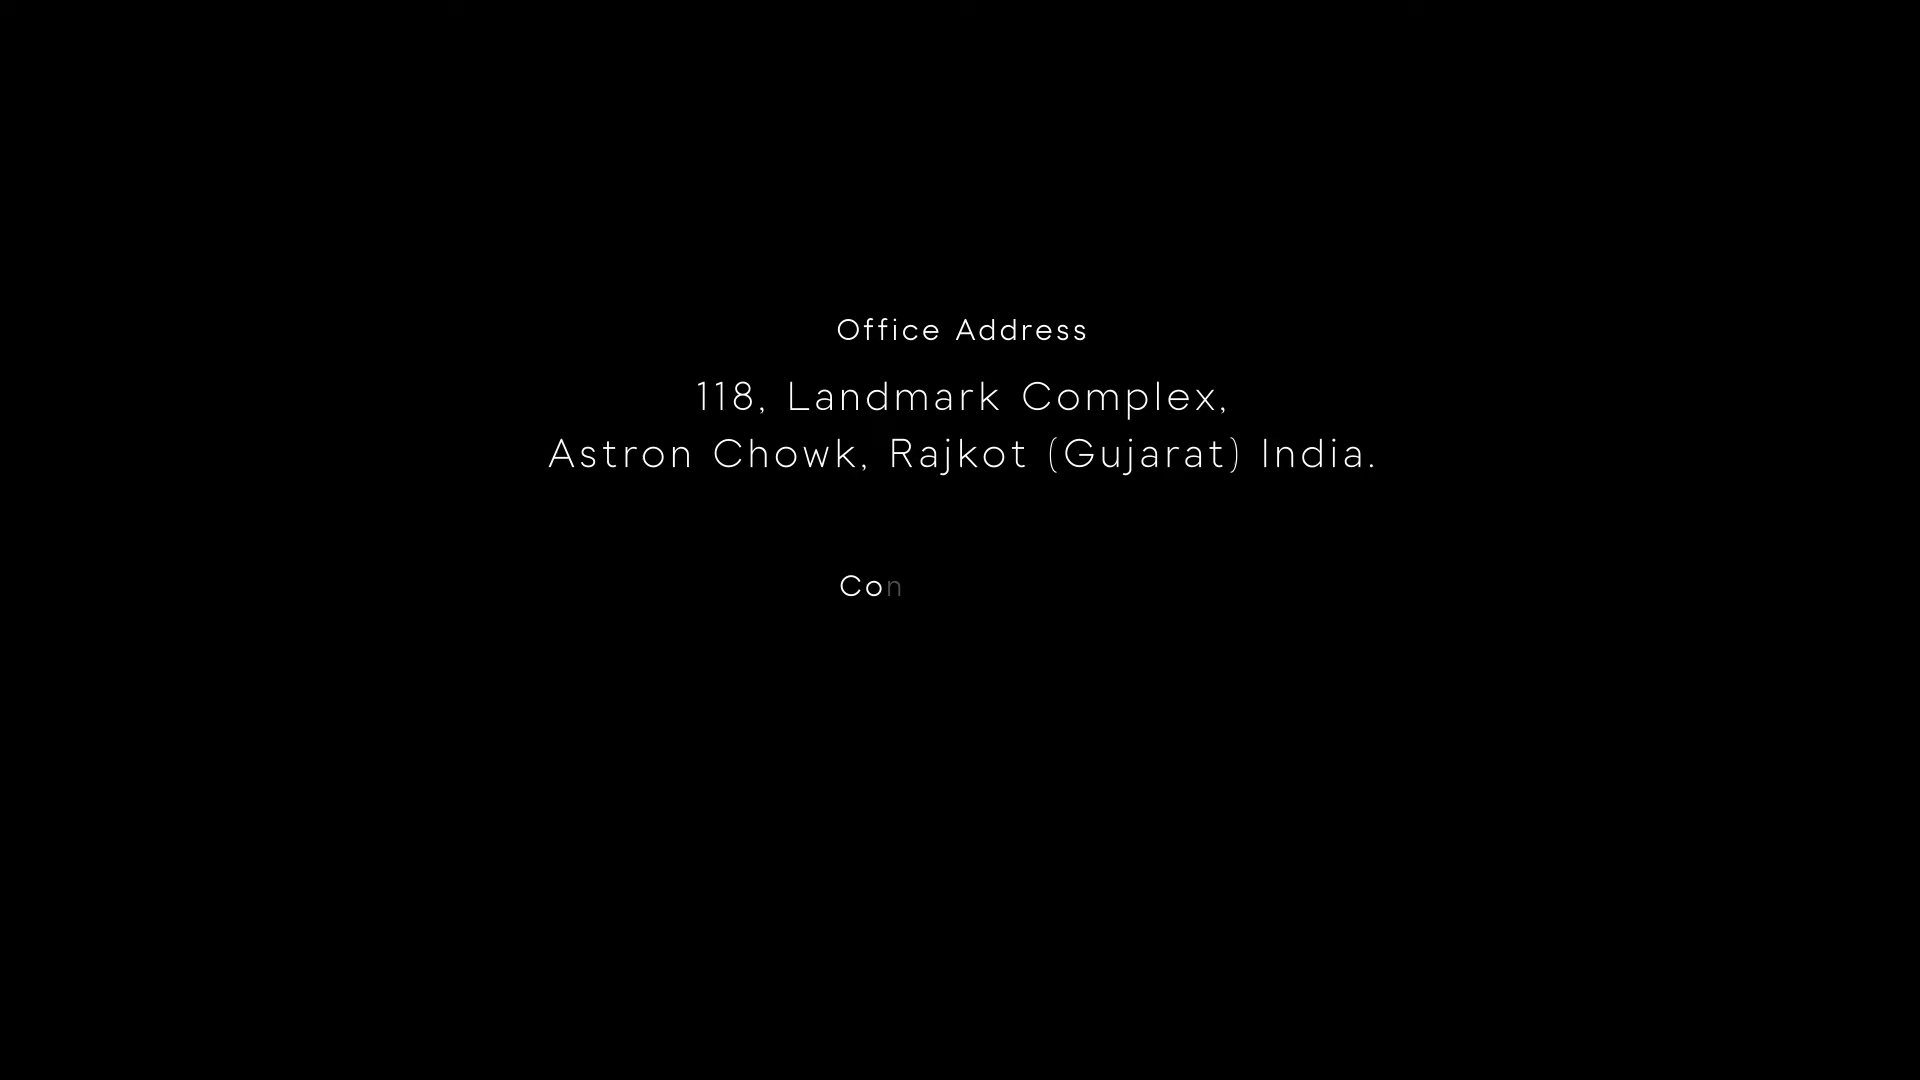 Office Address
118, Landmark Complex,
Astron Chowk, Rajkot (Gujarat) India.
Con